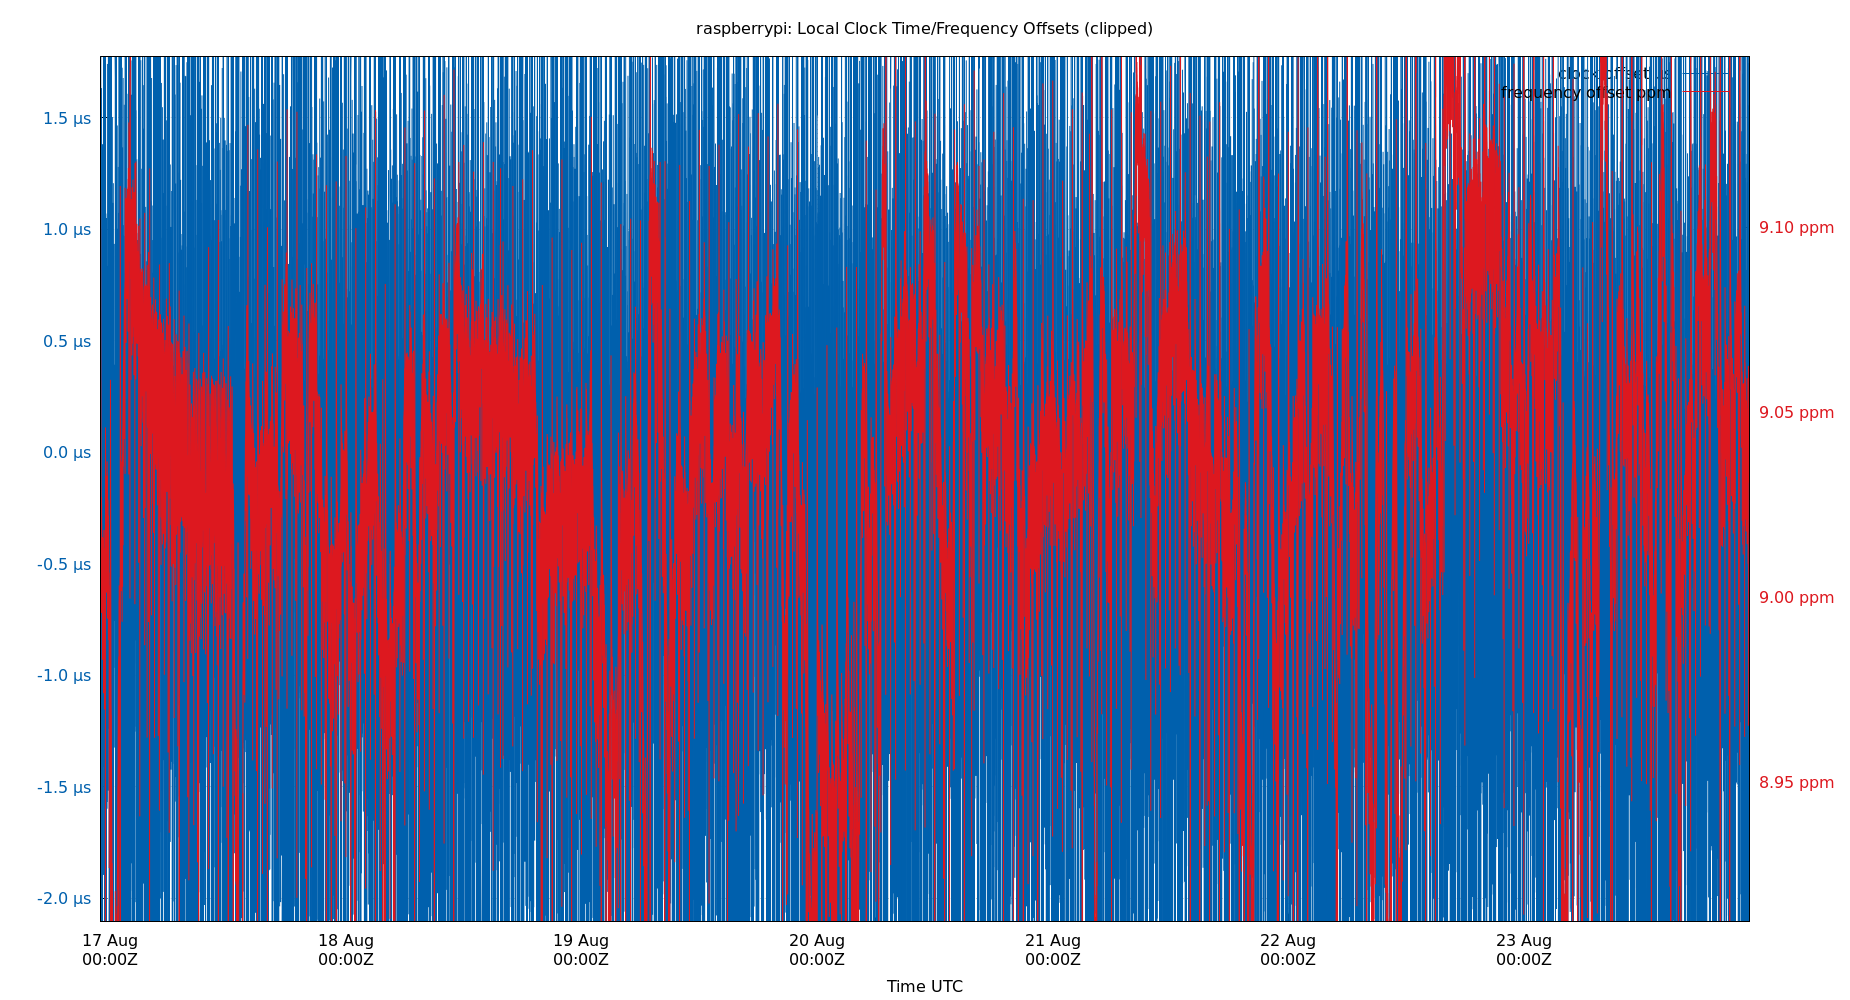 raspberrypi: Local Clock Time/Frequency Offsets (clipped)
clock offset µs
frequency offset ppm
1.5 µs
1.0 µs
0.5 µs
0.0 µs
-0.5 µs
-1.0 µs
-1.5 µs
-2.0 µs
9.10 ppm
9.05 ppm
9.00 ppm
8.95 ppm
17 Aug
00:00Z
18 Aug
00:00Z
19 Aug
00:00Z
20 Aug
00:00Z
21 Aug
00:00Z
22 Aug
00:00Z
23 Aug
00:00Z
Time UTC